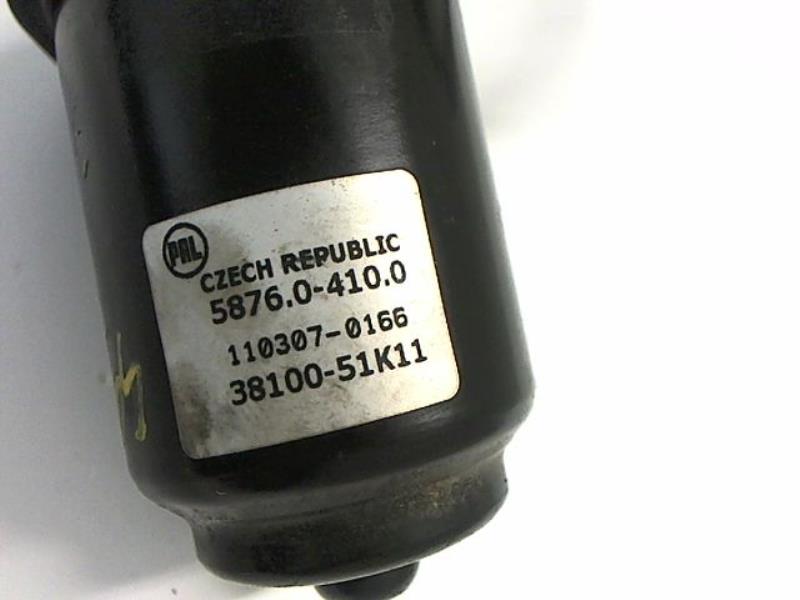 PAL
CZECH REPUBLIC
5876.0-410.0
110307-0166
38100-51K11